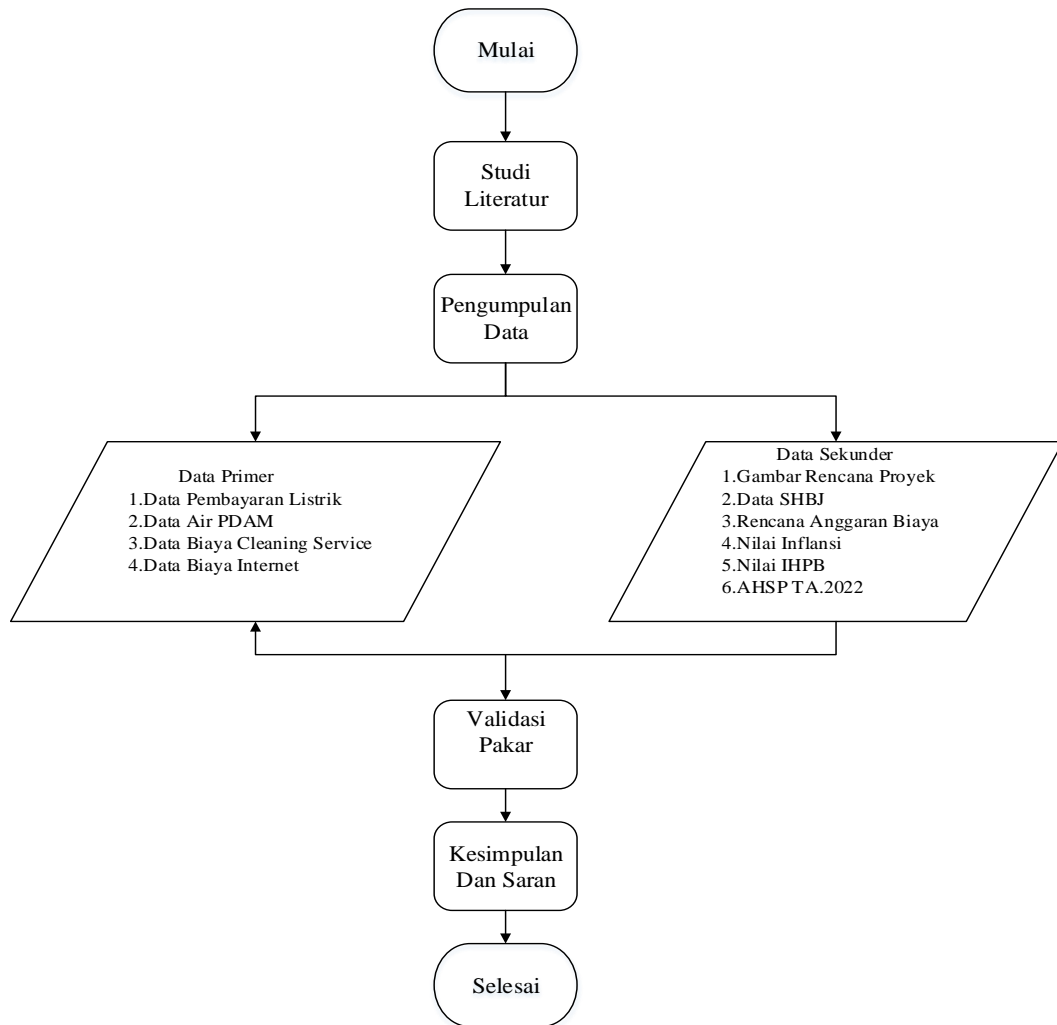 Mulai
Studi
Literatur
Pengumpulan
Data
Data Primer
1.Data Pembayaran Listrik
2.Data Air PDAM
3.Data Biaya Cleaning Service
4.Data Biaya Internet
Data Sekunder
1.Gambar Rencana Proyek
2.Data SHBJ
3.Rencana Anggaran Biaya
4.Nilai Inflansi
5.Nilai IHPB
6.AHSP TA.2022
Validasi
Pakar
Kesimpulan
Dan Saran
Selesai